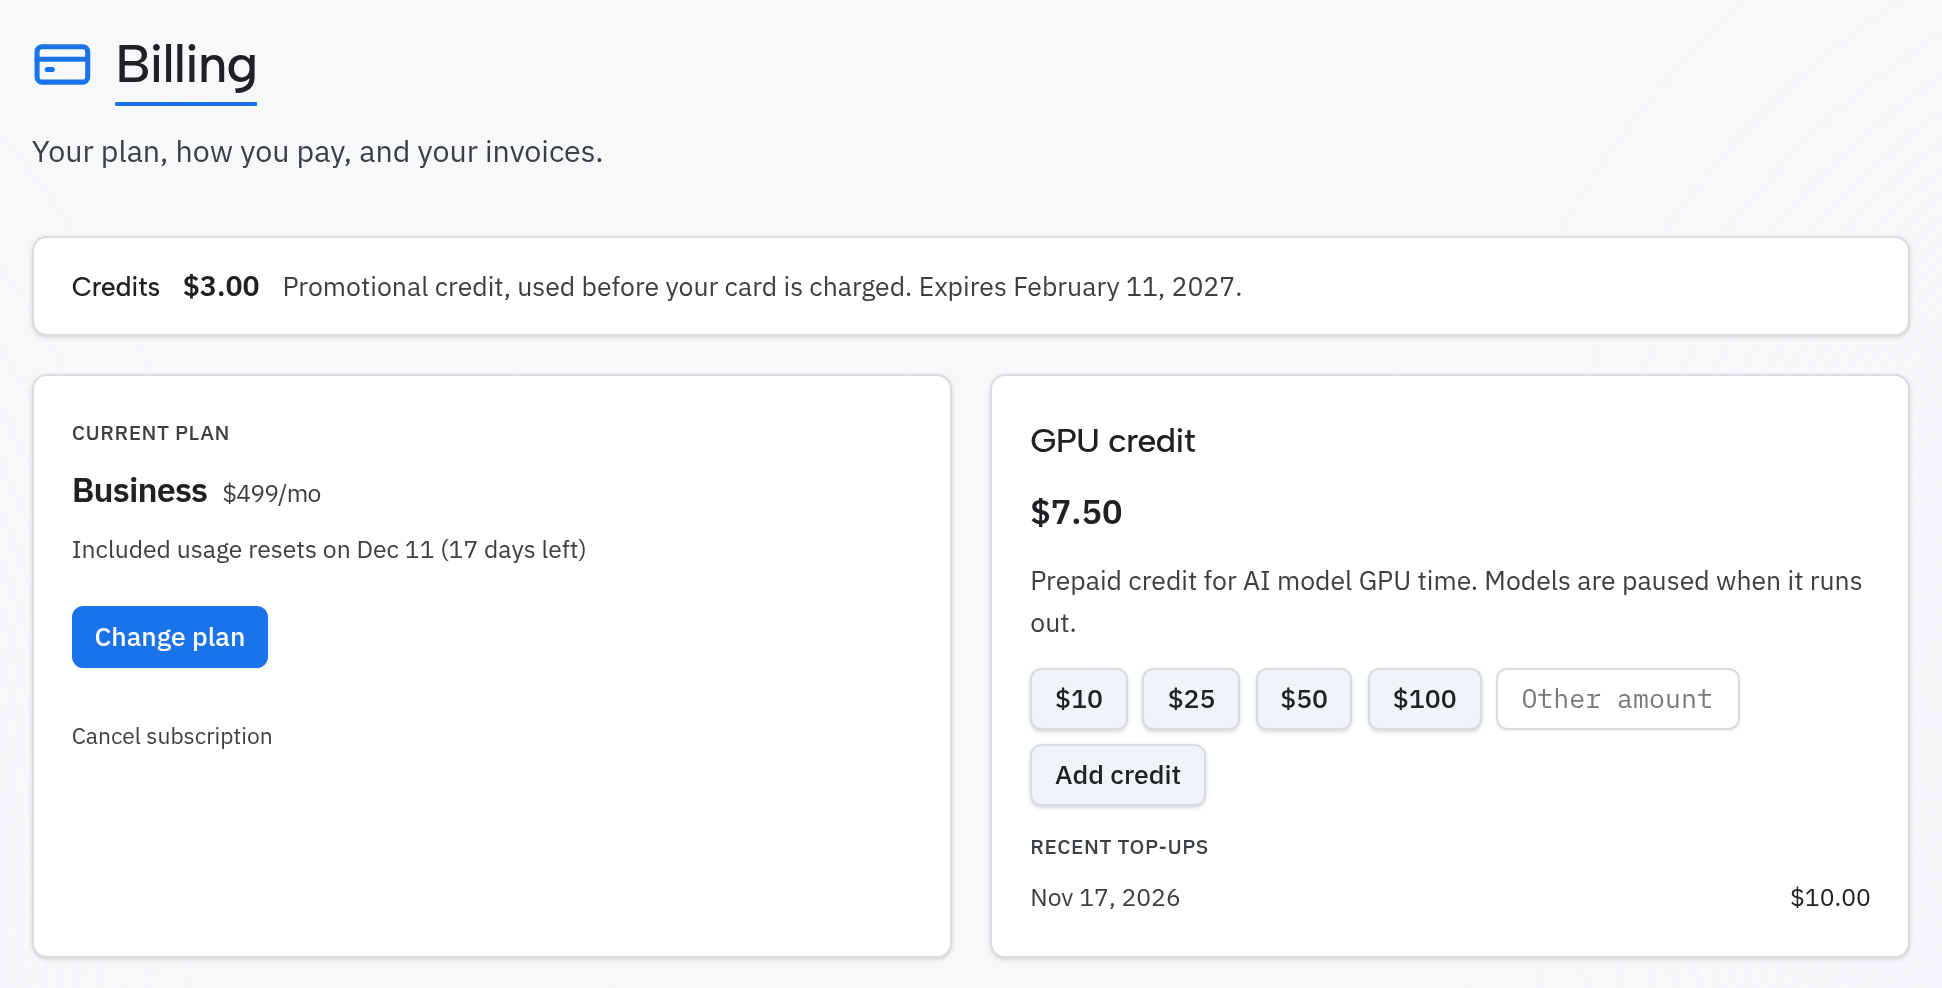 Billing
Your plan, how you pay, and your invoices.
Credits $3.00 Promotional credit, used before your card is charged. Expires February 11, 2027.
CURRENT PLAN
Business $499/mo
Included usage resets on Dec 11 (17 days left)
Change plan
Cancel subscription
GPU credit
$7.50
Prepaid credit for AI model GPU time. Models are paused when it runs
out.
$10 $25 $50 $100 Other amount
Add credit
RECENT TOP-UPS
Nov 17, 2026 $10.00